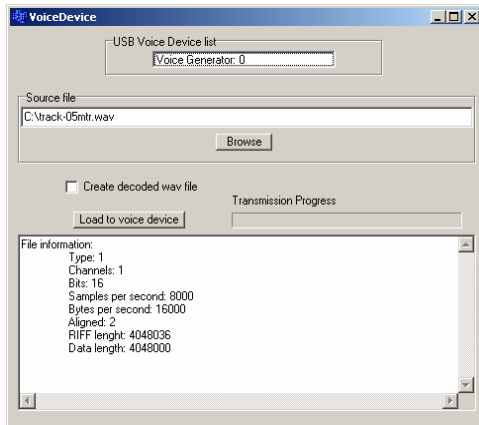 VoiceDevice
USB Voice Device list
Voice Generator: 0
Source file
C:\track-05mtr.wav
Browse
Create decoded wav file
Transmission Progress
Load to voice device
File information:
Type: 1
Channels: 1
Bits: 16
Samples per second: 8000
Bytes per second: 16000
Aligned: 2
RIFF lenght: 4048036
Data length: 4048000